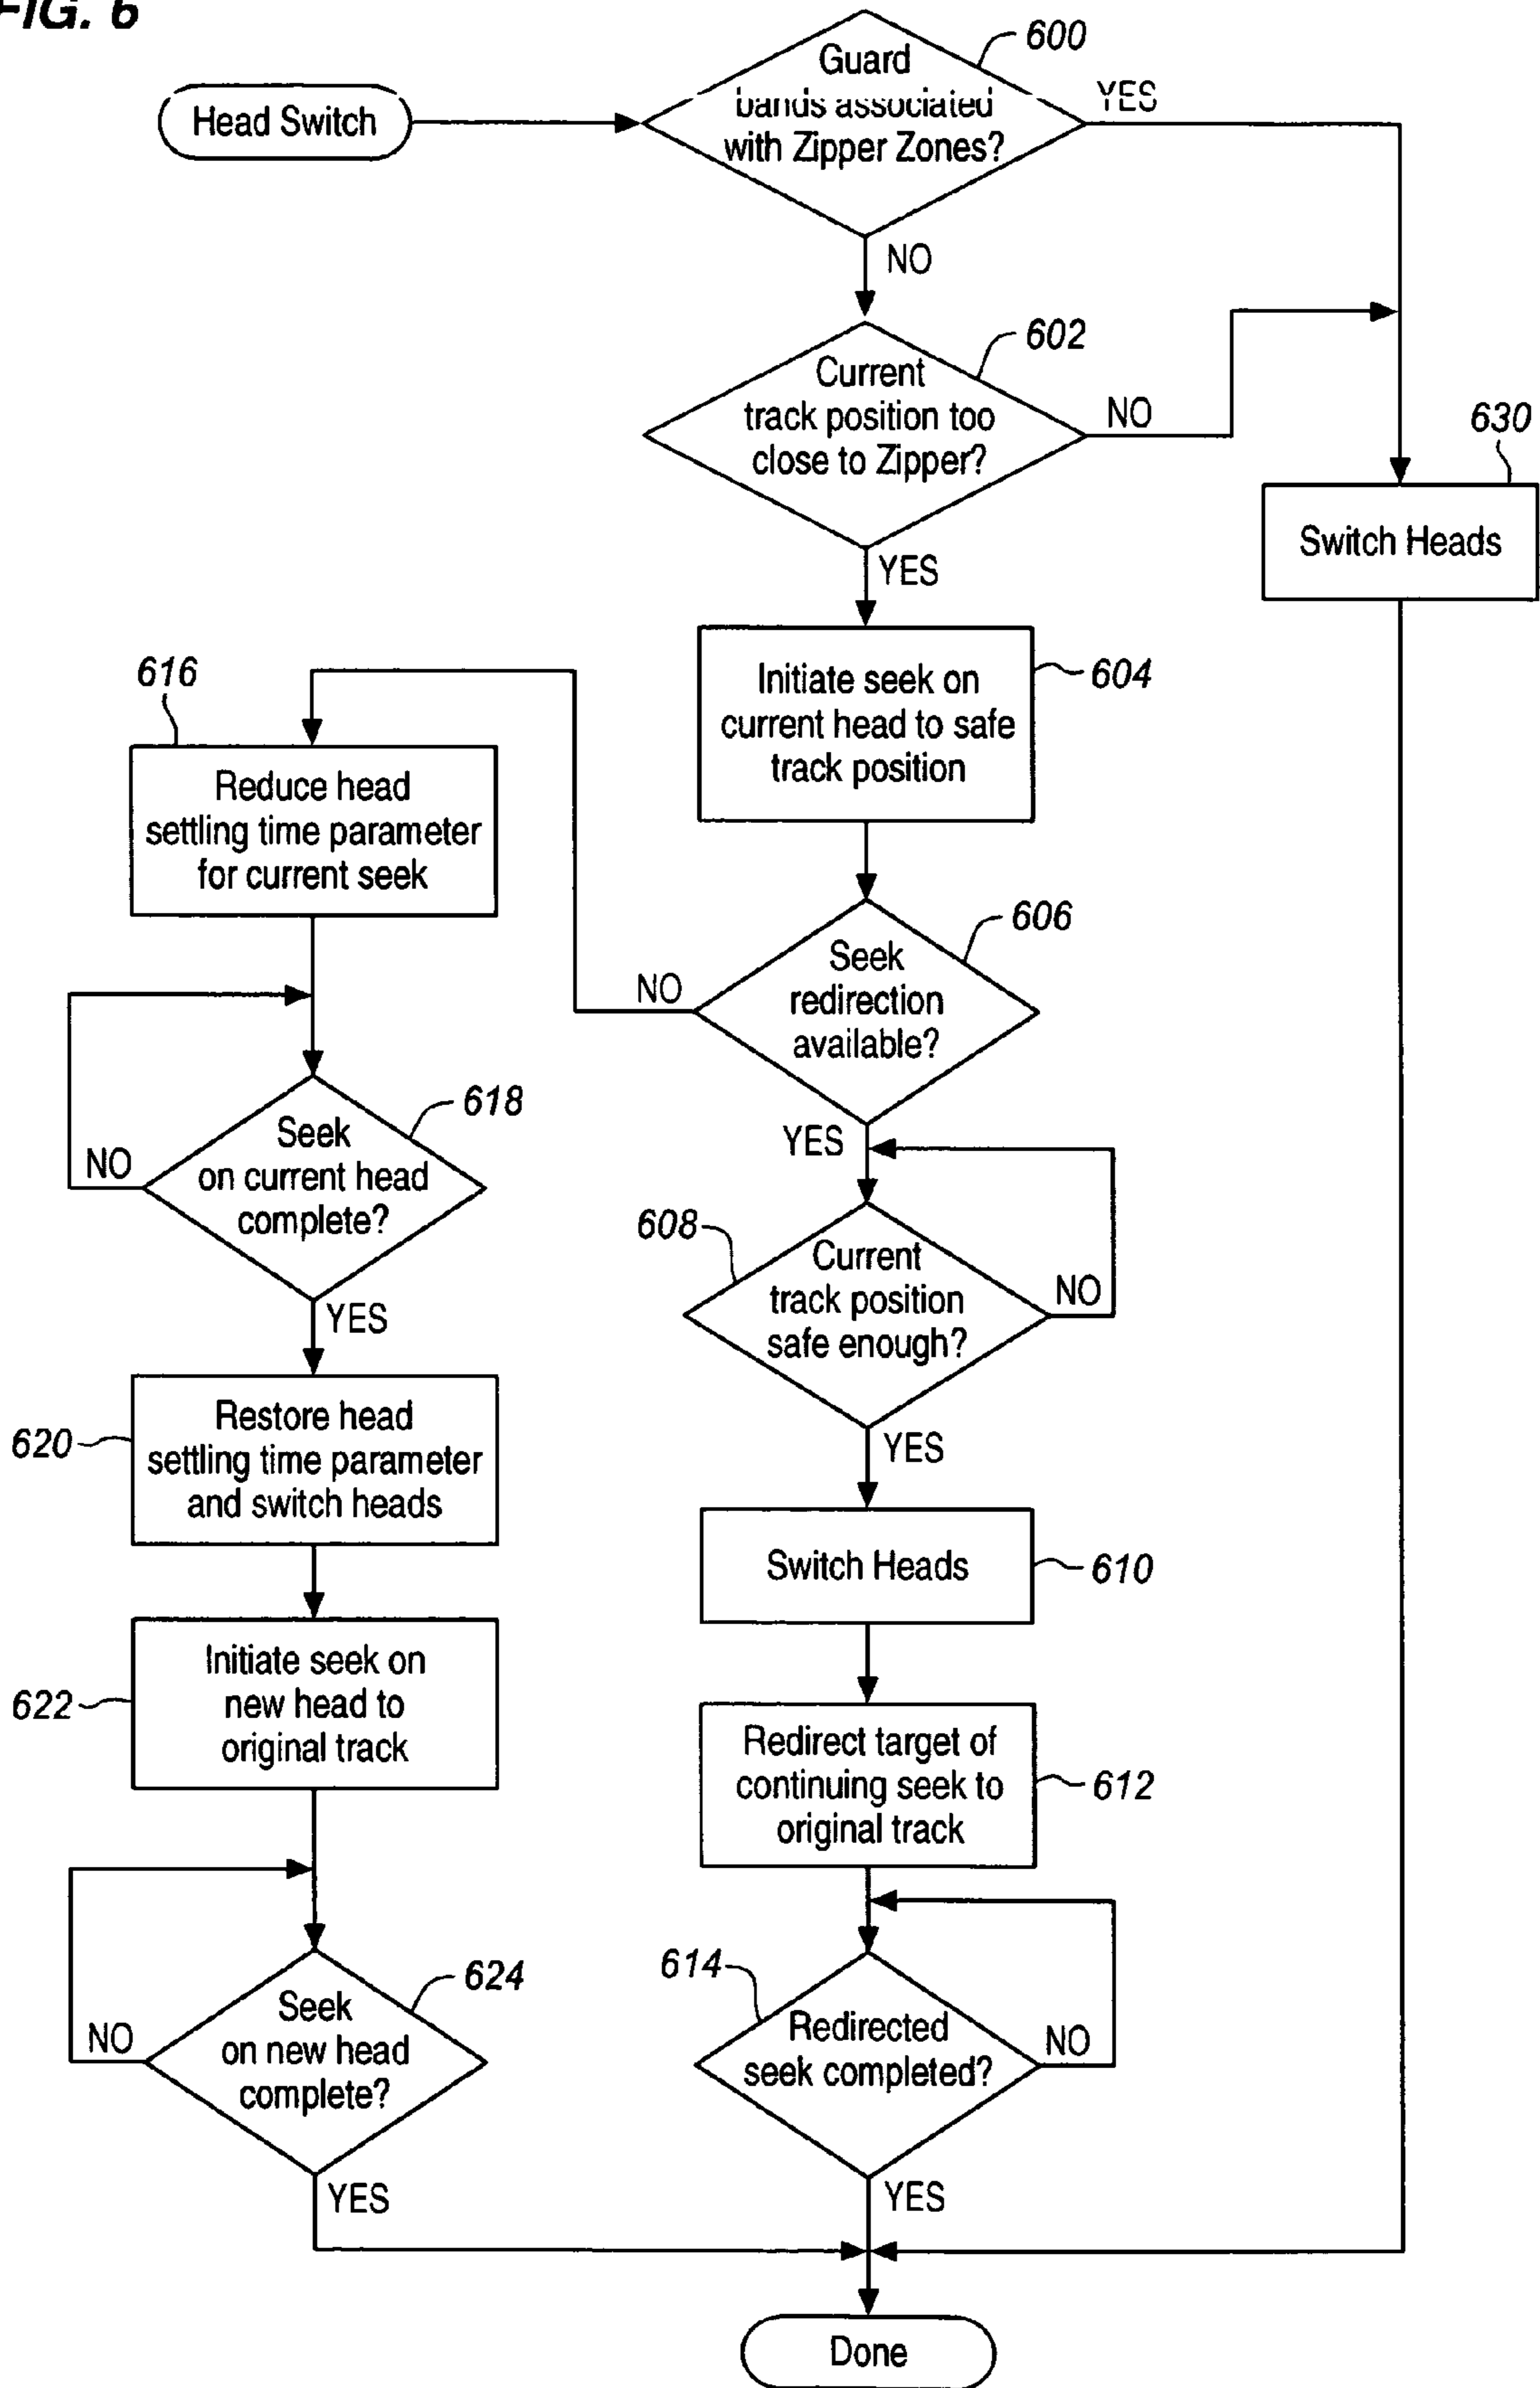 FIG. 6
Head Switch
Guard
bands associated
with Zipper Zones?
600
YES
NO
Current
track position too
close to Zipper?
602
NO
YES
630
Switch Heads
Initiate seek on
current head to safe
track position
604
616
Reduce head
settling time parameter
for current seek
Seek
redirection
available?
606
NO
YES
Seek
on current head
complete?
618
NO
YES
608
Current
track position
safe enough?
NO
YES
620
Restore head
settling time parameter
and switch heads
Switch Heads
610
622
Initiate seek on
new head to
original track
Redirect target of
continuing seek to
original track
612
Seek
on new head
complete?
624
NO
YES
614
Redirected
seek completed?
NO
YES
Done